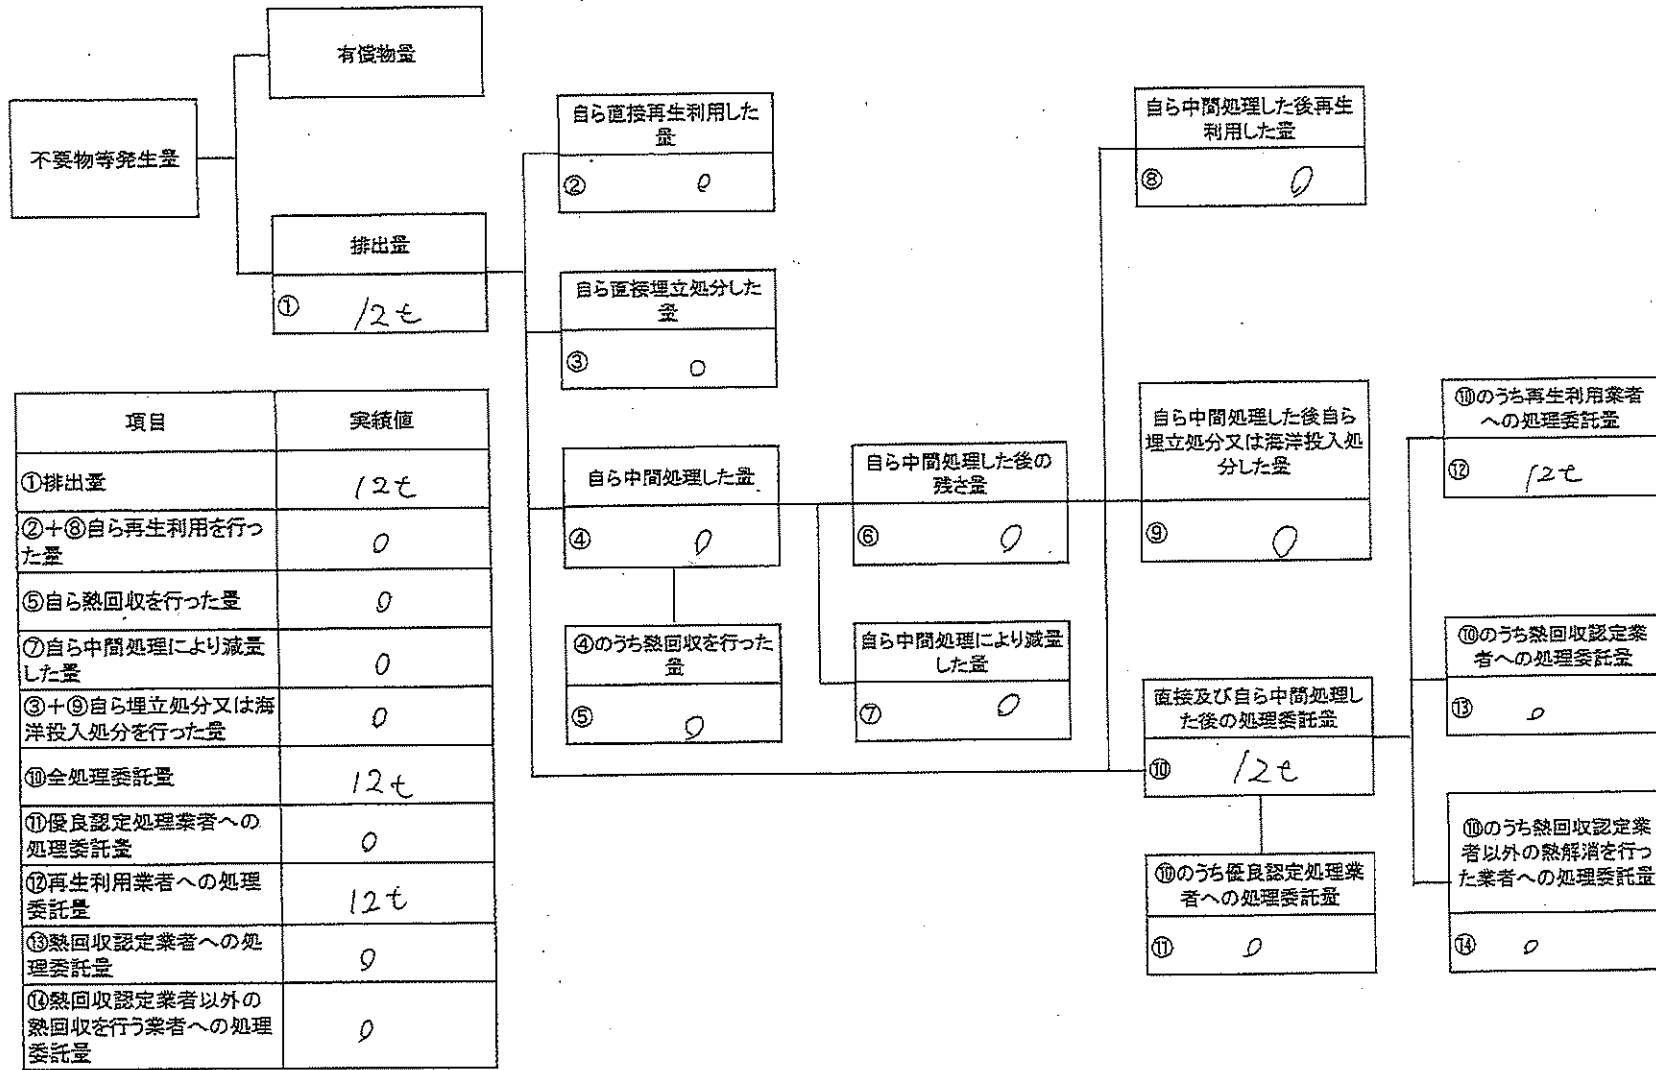 有償物量
不要物等発生量
排出量
① 12t
自ら直接再生利用した
量
② 0
自ら直接埋立処分した
量
③ 0
自ら中間処理した量
④ 0
④のうち熱回収を行った
量
⑤ 0
自ら中間処理した後の
残さ量
⑥ 0
自ら中間処理により減量
した量
⑦ 0
自ら中間処理した後再生
利用した量
⑧ 0
自ら中間処理した後自ら
埋立処分又は海洋投入処
分した量
⑨ 0
直接及び自ら中間処理し
た後の処理委託量
⑩ 12t
⑩のうち優良認定処理業
者への処理委託量
⑪ 0
⑩のうち再生利用業者
への処理委託量
⑫ 12t
⑩のうち熱回収認定業
者への処理委託量
⑬ 0
⑩のうち熱回収認定業
者以外の熱解消を行っ
た業者への処理委託量
⑭ 0
項目 実績値
①排出量 12t
②+⑧自ら再生利用を行っ
た量 0
⑤自ら熱回収を行った量 0
⑦自ら中間処理により減量
した量 0
③+⑨自ら埋立処分又は海
洋投入処分を行った量 0
⑩全処理委託量 12t
⑪優良認定処理業者への
処理委託量 0
⑫再生利用業者への処理
委託量 12t
⑬熱回収認定業者への処
理委託量 0
⑭熱回収認定業者以外の
熱回収を行う業者への処理
委託量 0